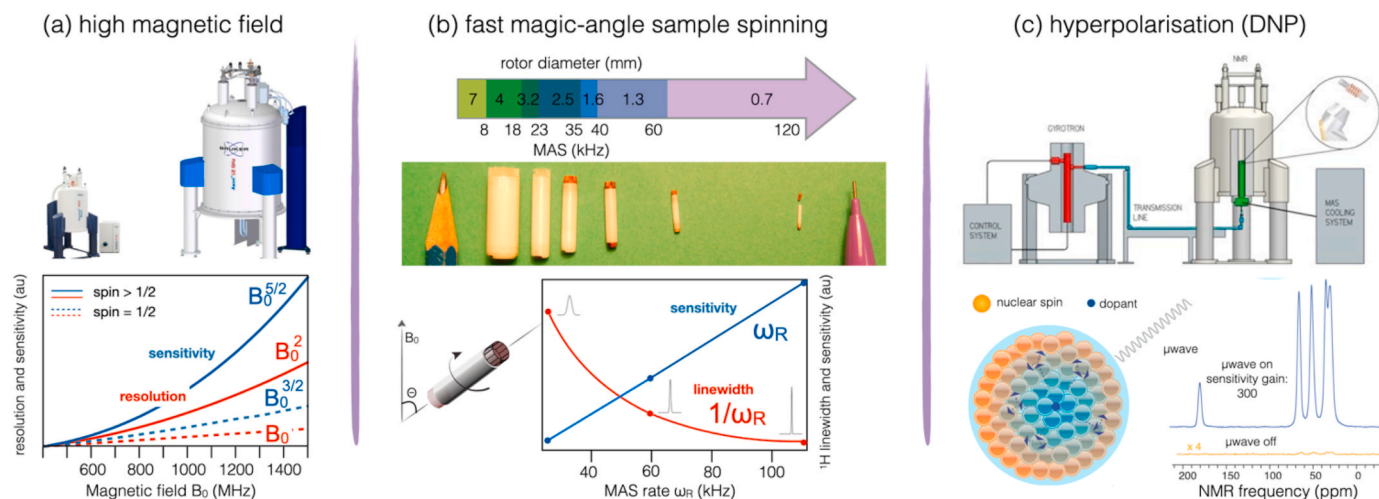 (a) high magnetic field
BRUKER
resolution and sensitivity (au)
spin > 1/2
spin = 1/2
B₀^5/2
sensitivity
B₀^2
resolution
B₀^3/2
B₀
600 800 1000 1200 1400
Magnetic field B₀ (MHz)
(b) fast magic-angle sample spinning
rotor diameter (mm)
7 4 3.2 2.5 1.6 1.3 0.7
8 18 23 35 40 60 120
MAS (kHz)
B₀
Θ
sensitivity
ωR
linewidth
1/ωR
40 60 80 100
MAS rate ωR (kHz)
¹H linewidth and sensitivity (au)
(c) hyperpolarisation (DNP)
NMR
GYROTRON
CONTROL
SYSTEM
TRANSMISSION
LINE
MAS
COOLING
SYSTEM
nuclear spin
dopant
μwave
μwave on
sensitivity gain:
300
x 4
μwave off
200 150 100 50 0
NMR frequency (ppm)